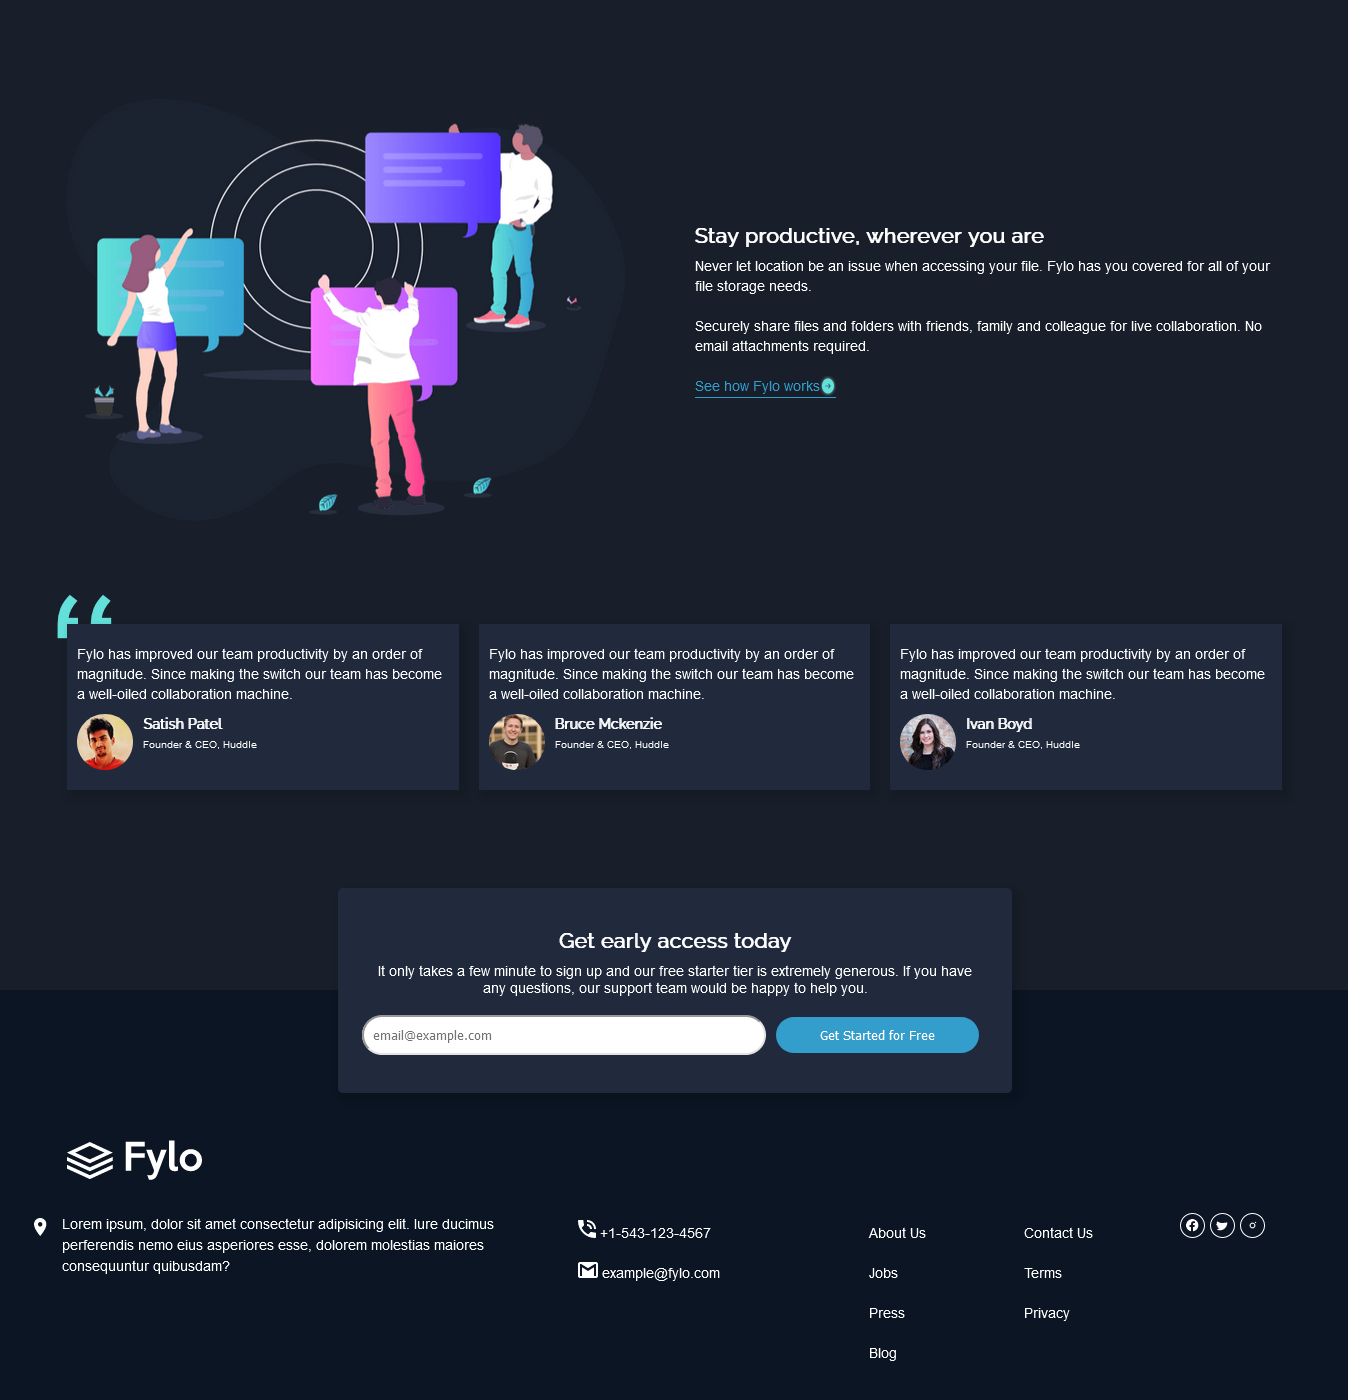 Stay productive, wherever you are
Never let location be an issue when accessing your file. Fylo has you covered for all of your
file storage needs.
Securely share files and folders with friends, family and colleague for live collaboration. No
email attachments required.
See how Fylo works
“
Fylo has improved our team productivity by an order of
magnitude. Since making the switch our team has become
a well-oiled collaboration machine.
Satish Patel
Founder & CEO, Huddle
Fylo has improved our team productivity by an order of
magnitude. Since making the switch our team has become
a well-oiled collaboration machine.
Bruce Mckenzie
Founder & CEO, Huddle
Fylo has improved our team productivity by an order of
magnitude. Since making the switch our team has become
a well-oiled collaboration machine.
Ivan Boyd
Founder & CEO, Huddle
Get early access today
It only takes a few minute to sign up and our free starter tier is extremely generous. If you have
any questions, our support team would be happy to help you.
email@example.com
Get Started for Free
Fylo
Lorem ipsum, dolor sit amet consectetur adipisicing elit. Iure ducimus
perferendis nemo eius asperiores esse, dolorem molestias maiores
consequuntur quibusdam?
+1-543-123-4567
example@fylo.com
About Us
Jobs
Press
Blog
Contact Us
Terms
Privacy